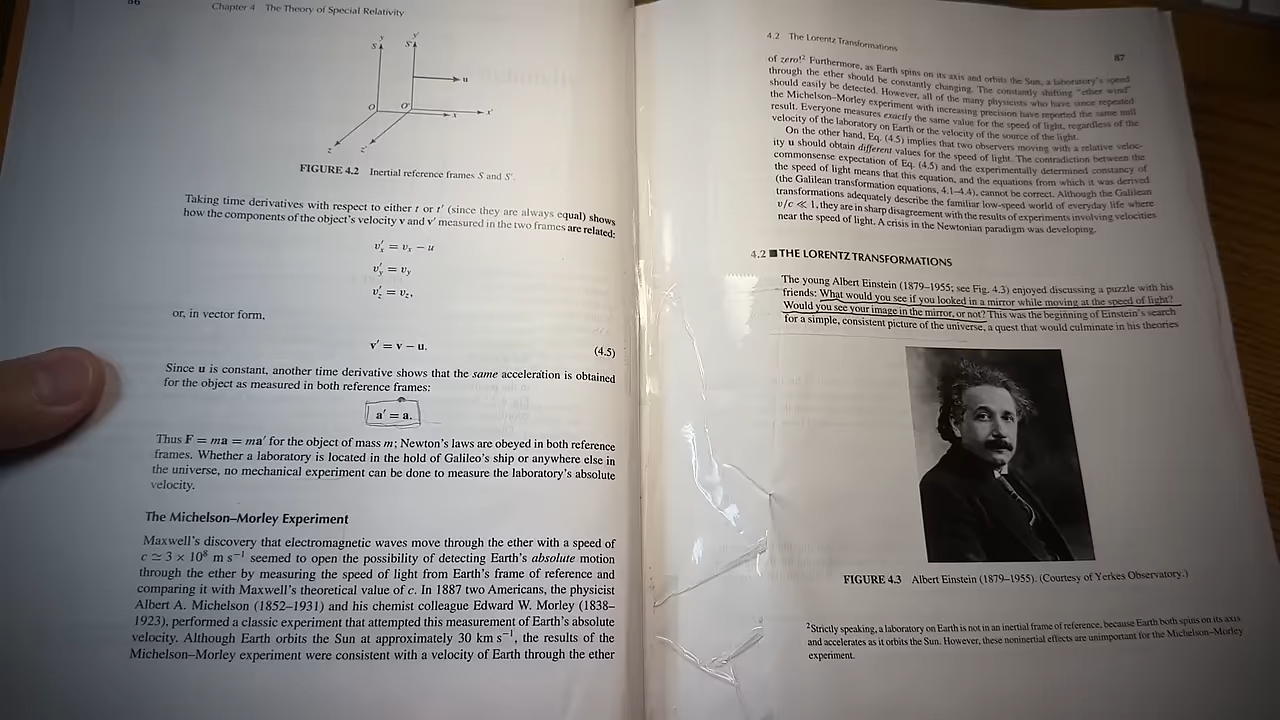 86
Chapter 4 The Theory of Special Relativity
y
y'
S
S'
u
O
O'
x
x'
z
z'
FIGURE 4.2 Inertial reference frames S and S'.
Taking time derivatives with respect to either t or t' (since they are always equal) shows
how the components of the object's velocity v and v' measured in the two frames are related:
v'ₓ = vₓ − u
v'_y = v_y
v'_z = v_z,
or, in vector form,
v' = v − u. (4.5)
Since u is constant, another time derivative shows that the same acceleration is obtained
for the object as measured in both reference frames:
a' = a.
Thus F = ma = ma' for the object of mass m; Newton's laws are obeyed in both reference
frames. Whether a laboratory is located in the hold of Galileo's ship or anywhere else in
the universe, no mechanical experiment can be done to measure the laboratory's absolute
velocity.
The Michelson–Morley Experiment
Maxwell's discovery that electromagnetic waves move through the ether with a speed of
c ≃ 3 × 10⁸ m s⁻¹ seemed to open the possibility of detecting Earth's absolute motion
through the ether by measuring the speed of light from Earth's frame of reference and
comparing it with Maxwell's theoretical value of c. In 1887 two Americans, the physicist
Albert A. Michelson (1852–1931) and his chemist colleague Edward W. Morley (1838–
1923), performed a classic experiment that attempted this measurement of Earth's absolute
velocity. Although Earth orbits the Sun at approximately 30 km s⁻¹, the results of the
Michelson–Morley experiment were consistent with a velocity of Earth through the ether
4.2 The Lorentz Transformations
87
of zero!² Furthermore, as Earth spins on its axis and orbits the Sun, a laboratory's speed
through the ether should be constantly changing. The constantly shifting "ether wind"
should easily be detected. However, all of the many physicists who have since repeated
the Michelson–Morley experiment with increasing precision have reported the same null
result. Everyone measures exactly the same value for the speed of light, regardless of the
velocity of the laboratory on Earth or the velocity of the source of the light.
On the other hand, Eq. (4.5) implies that two observers moving with a relative veloc-
ity u should obtain different values for the speed of light. The contradiction between the
commonsense expectation of Eq. (4.5) and the experimentally determined constancy of
the speed of light means that this equation, and the equations from which it was derived
(the Galilean transformation equations, 4.1–4.4), cannot be correct. Although the Galilean
transformations adequately describe the familiar low-speed world of everyday life where
v/c ≪ 1, they are in sharp disagreement with the results of experiments involving velocities
near the speed of light. A crisis in the Newtonian paradigm was developing.
4.2 ■ THE LORENTZ TRANSFORMATIONS
The young Albert Einstein (1879–1955; see Fig. 4.3) enjoyed discussing a puzzle with his
friends: What would you see if you looked in a mirror while moving at the speed of light?
Would you see your image in the mirror, or not? This was the beginning of Einstein's search
for a simple, consistent picture of the universe, a quest that would culminate in his theories
FIGURE 4.3 Albert Einstein (1879–1955). (Courtesy of Yerkes Observatory.)
²Strictly speaking, a laboratory on Earth is not in an inertial frame of reference, because Earth both spins on its axis
and accelerates as it orbits the Sun. However, these noninertial effects are unimportant for the Michelson–Morley
experiment.